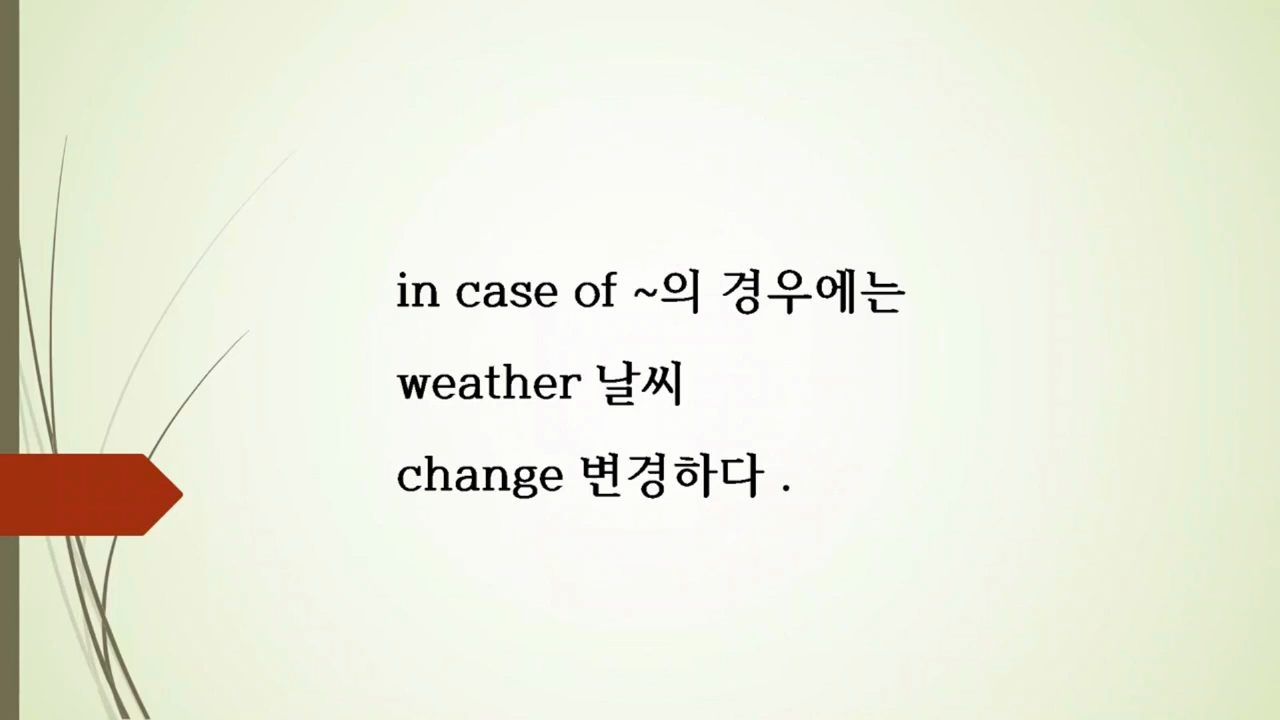 in case of ~의 경우에는
weather 날씨
change 변경하다 .